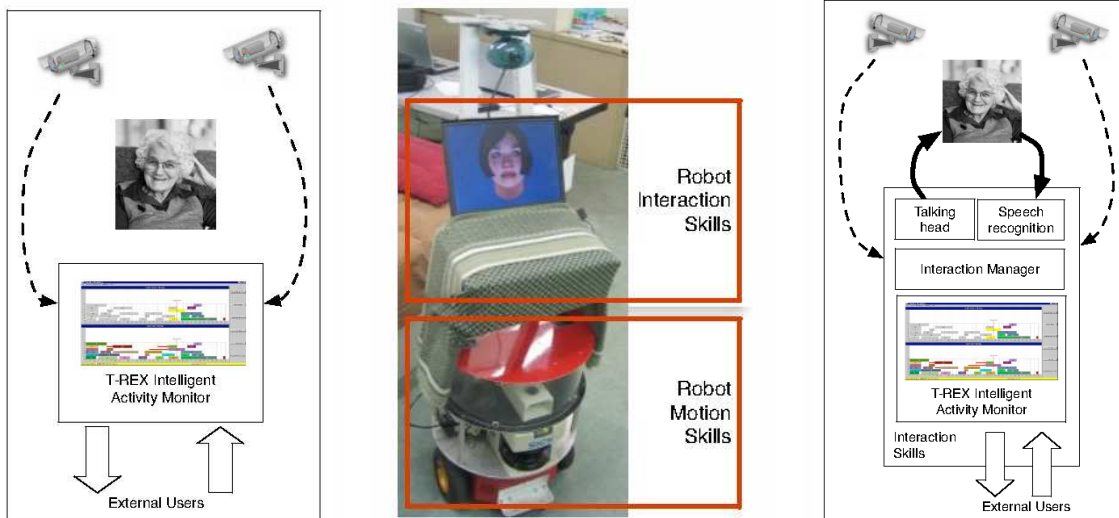 T-REX Intelligent
Activity Monitor
External Users
Robot
Interaction
Skills
Robot
Motion
Skills
Talking
head
Speech
recognition
Interaction Manager
T-REX Intelligent
Activity Monitor
Interaction
Skills
External Users